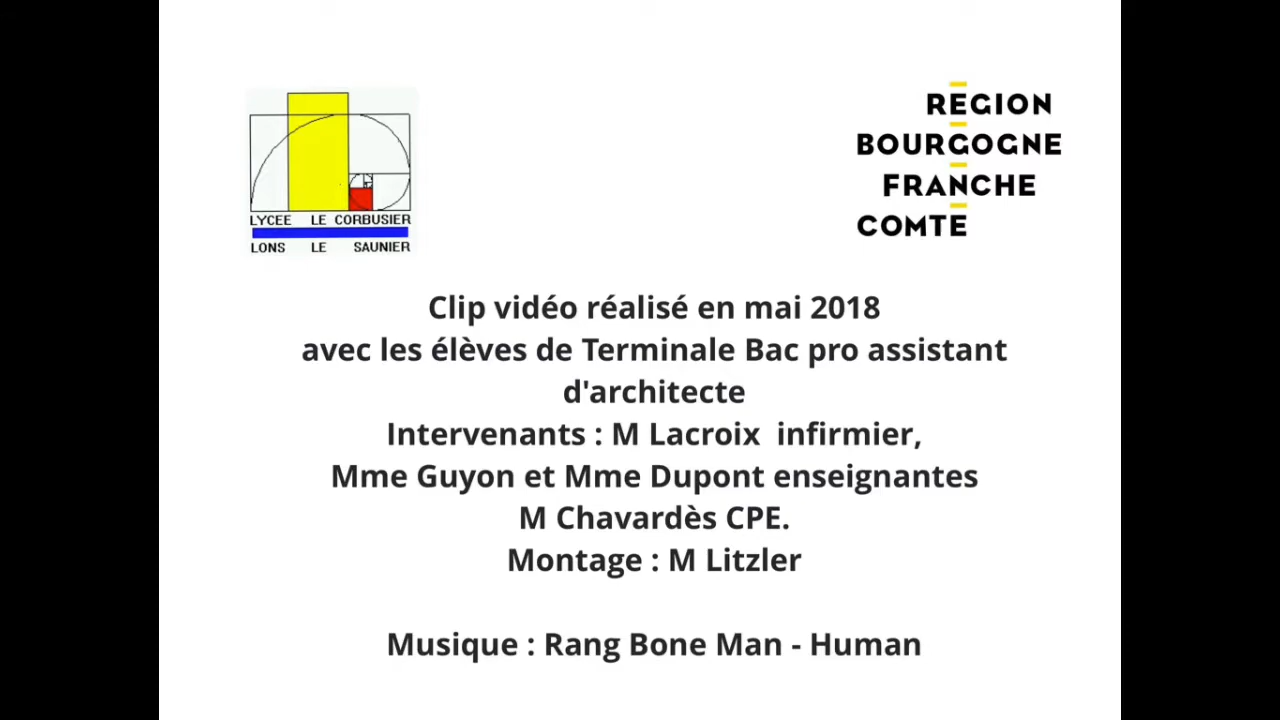 LYCEE LE CORBUSIER
LONS LE SAUNIER
REGION
BOURGOGNE
FRANCHE
COMTE
Clip vidéo réalisé en mai 2018
avec les élèves de Terminale Bac pro assistant
d'architecte
Intervenants : M Lacroix  infirmier,
Mme Guyon et Mme Dupont enseignantes
M Chavardès CPE.
Montage : M Litzler
Musique : Rang Bone Man - Human